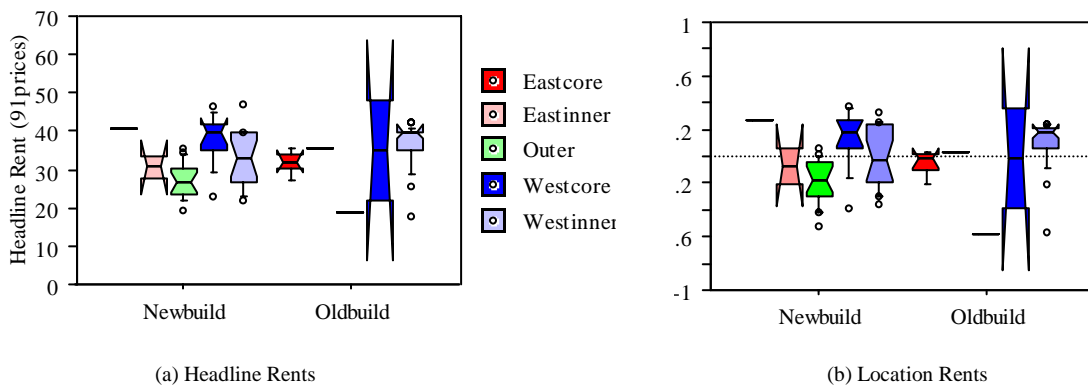 70
60
50
40
30
20
10
0
Headline Rent (91prices)
Newbuild
Oldbuild
Eastcore
Eastinner
Outer
Westcore
Westinner
1
.6
.2
.2
.6
-1
Newbuild
Oldbuild
(a) Headline Rents
(b) Location Rents